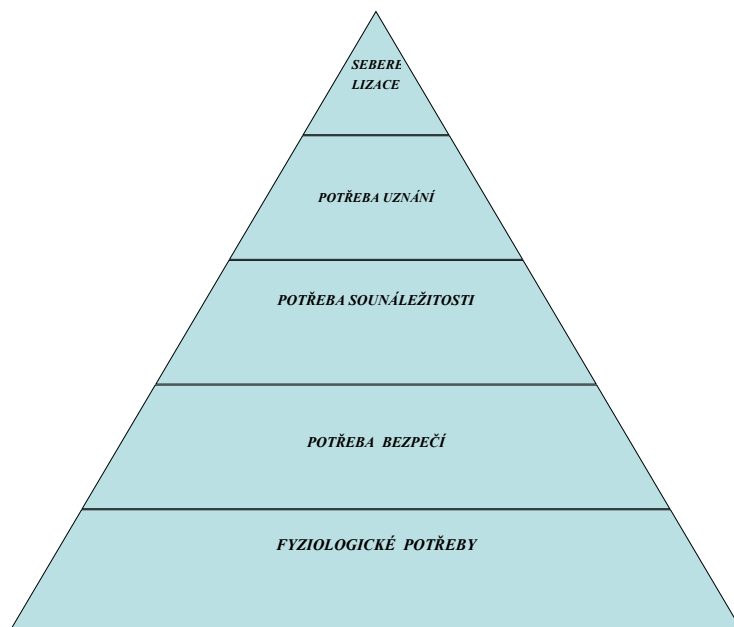 SEBERE
LIZACE
POTŘEBA UZNÁNÍ
POTŘEBA SOUNÁLEŽITOSTI
POTŘEBA BEZPEČÍ
FYZIOLOGICKÉ POTŘEBY